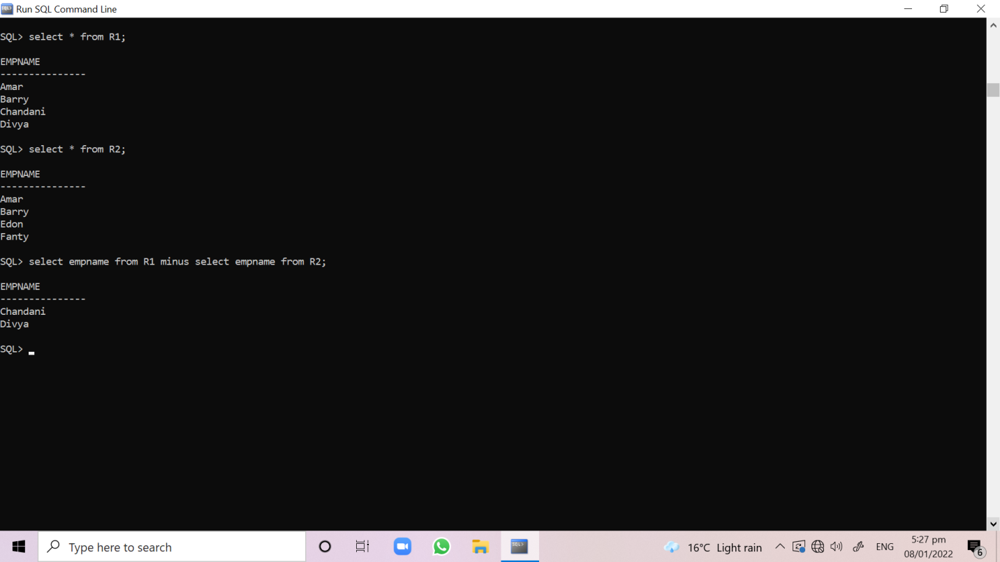 Run SQL Command Line
SQL> select * from R1;
EMPNAME
---------------
Amar
Barry
Chandani
Divya
SQL> select * from R2;
EMPNAME
---------------
Amar
Barry
Edon
Fanty
SQL> select empname from R1 minus select empname from R2;
EMPNAME
---------------
Chandani
Divya
SQL>
Type here to search
SQL>
16°C Light rain
ENG
5:27 pm
08/01/2022
6